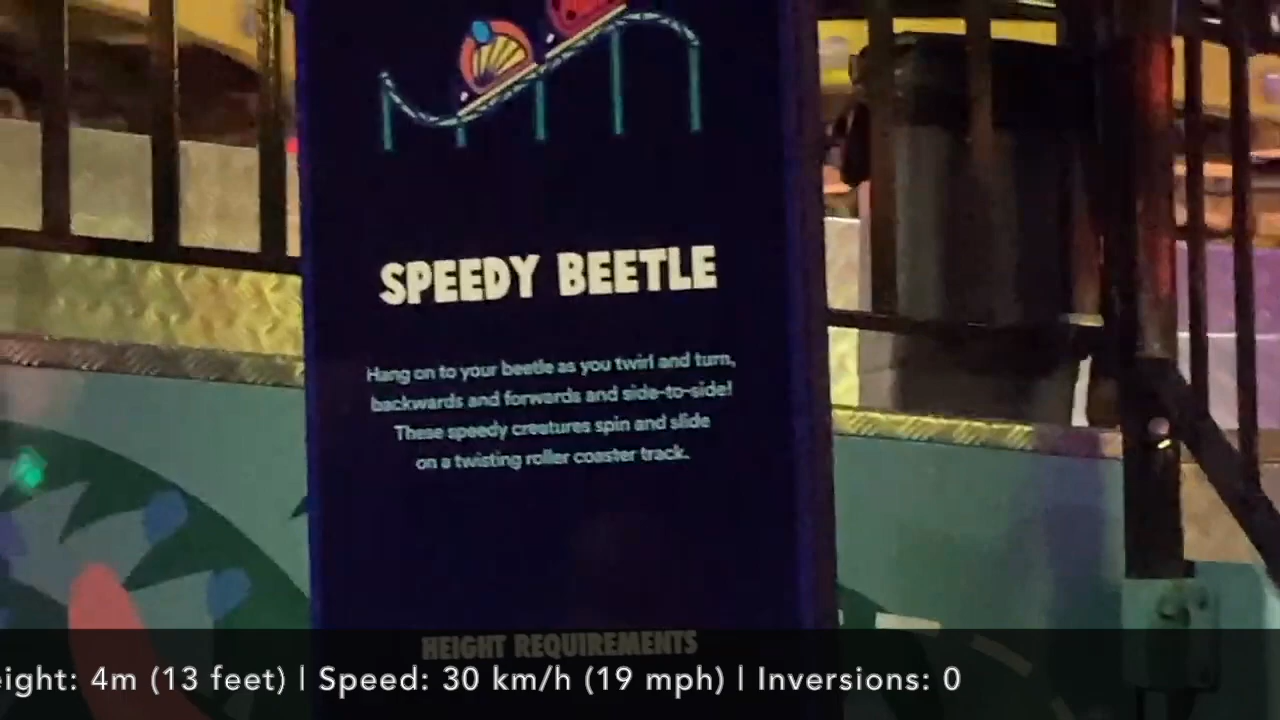 SPEEDY BEETLE
Hang on to your beetle as you twirl and turn,
backwards and forwards and side-to-side!
These speedy creatures spin and slide
on a twisting roller coaster track.
HEIGHT REQUIREMENTS
eight: 4m (13 feet) | Speed: 30 km/h (19 mph) | Inversions: 0